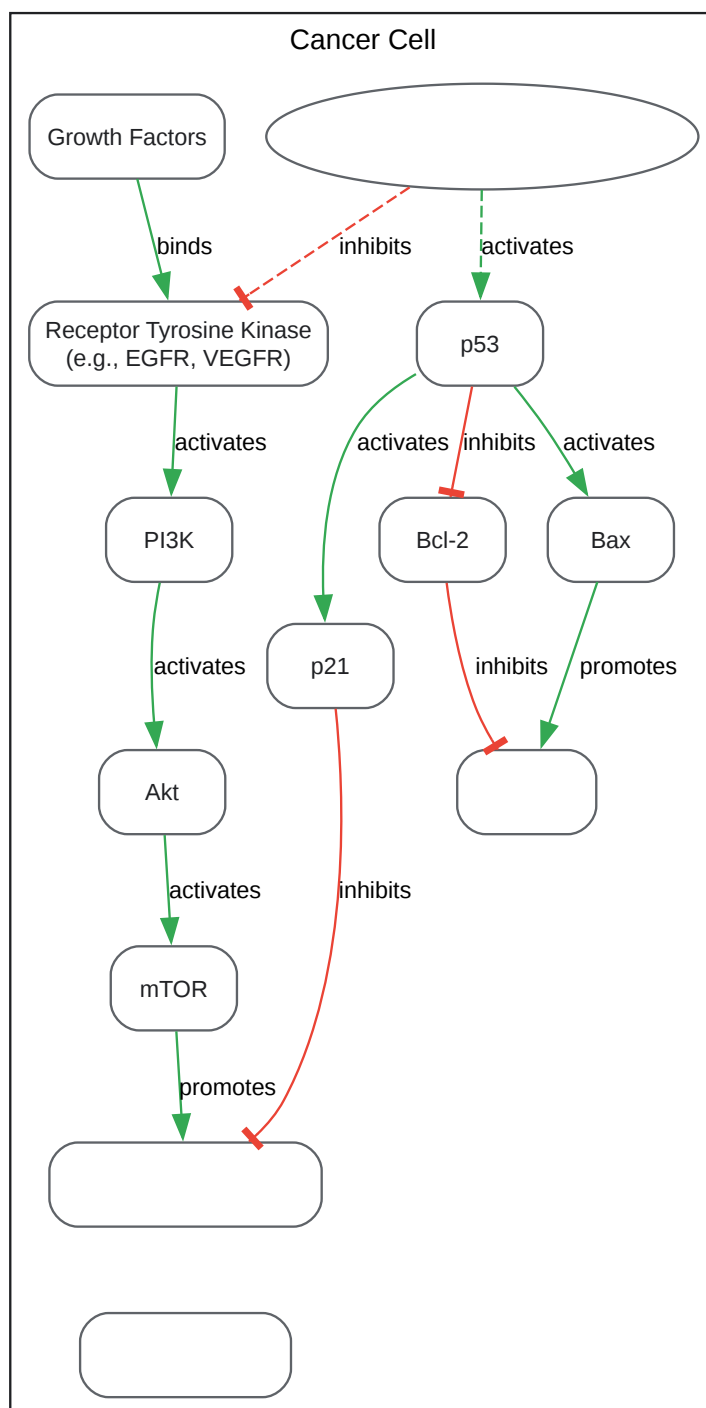 Cancer Cell
Growth Factors
binds
inhibits
activates
Receptor Tyrosine Kinase
(e.g., EGFR, VEGFR)
p53
activates
activates
inhibits
activates
PI3K
Bcl-2
Bax
activates
p21
inhibits
promotes
Akt
activates
inhibits
mTOR
promotes